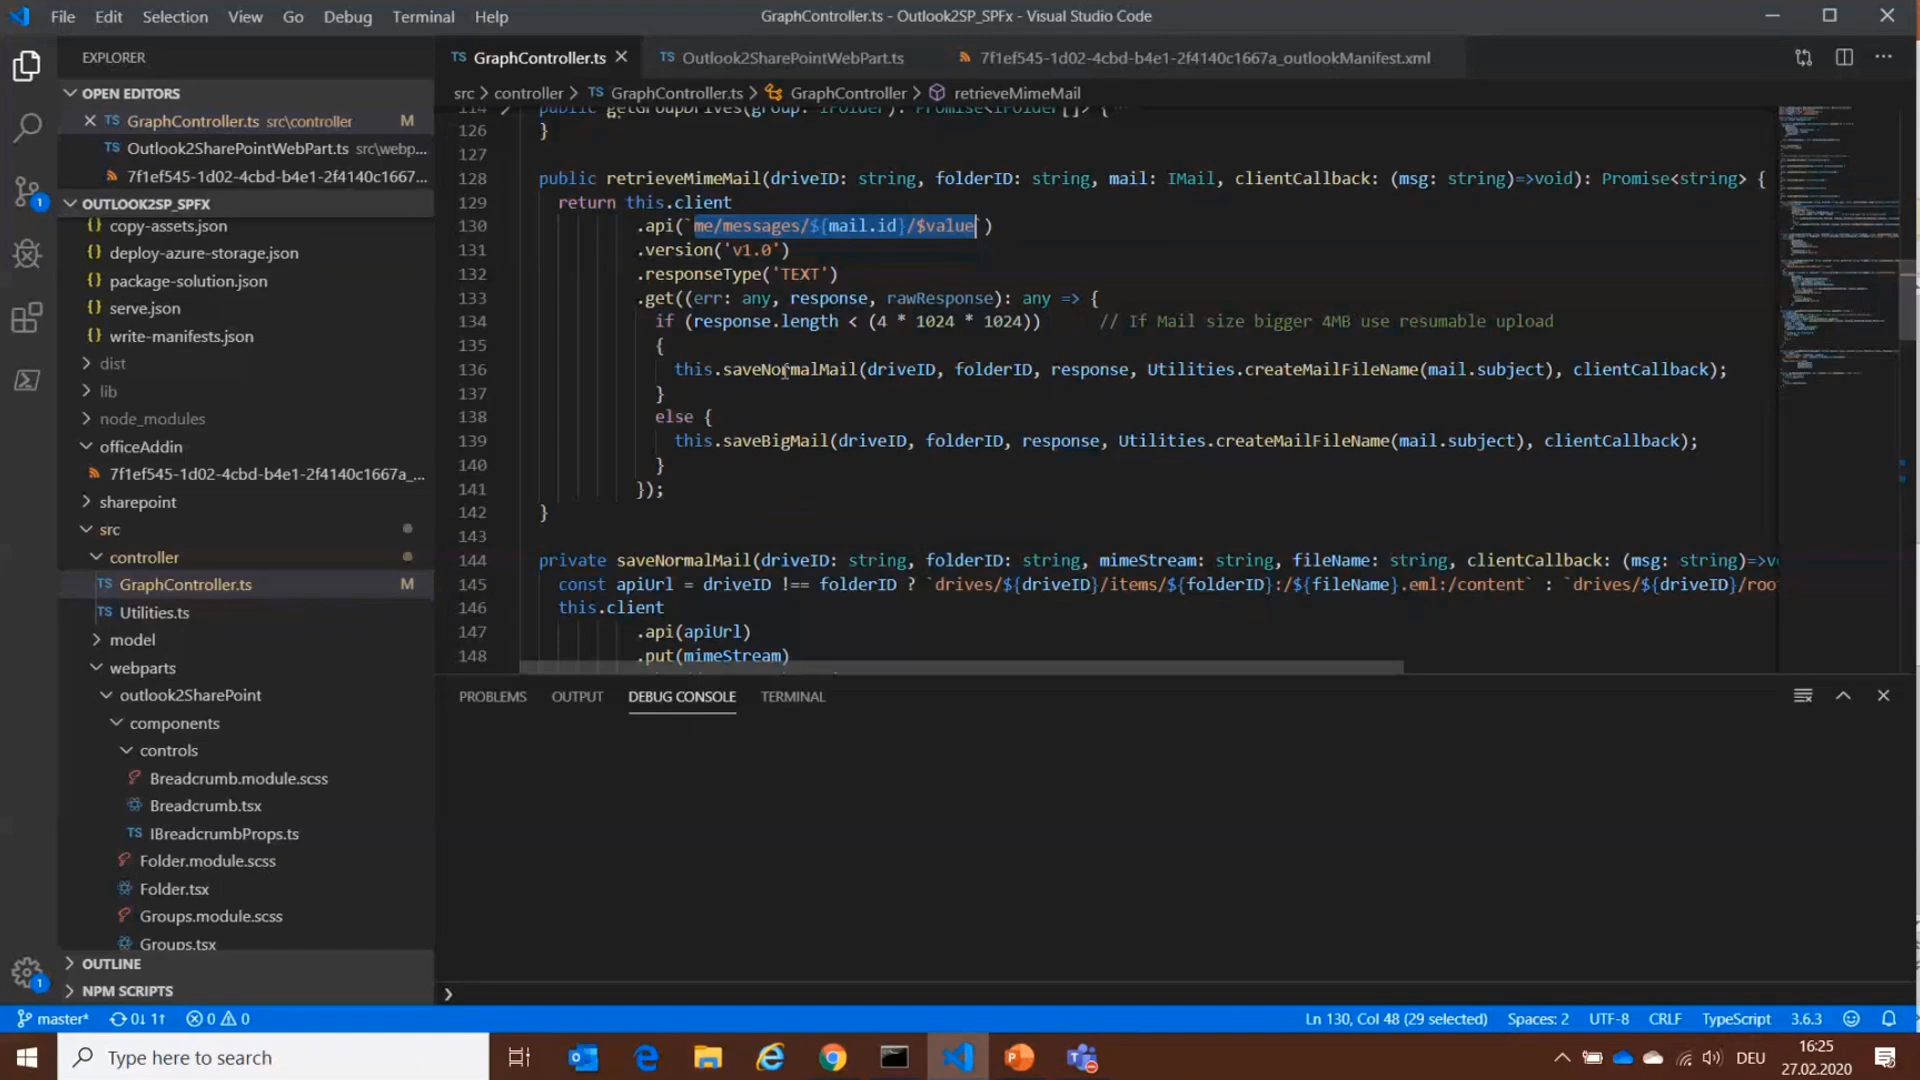 File Edit Selection View Go Debug Terminal Help
GraphController.ts - Outlook2SP_SPFx - Visual Studio Code
EXPLORER
OPEN EDITORS
GraphController.ts src\controller M
Outlook2SharePointWebPart.ts src\webp...
7f1ef545-1d02-4cbd-b4e1-2f4140c1667...
OUTLOOK2SP_SPFX
copy-assets.json
deploy-azure-storage.json
package-solution.json
serve.json
write-manifests.json
dist
lib
node_modules
officeAddin
7f1ef545-1d02-4cbd-b4e1-2f4140c1667a_...
sharepoint
src
controller
GraphController.ts M
Utilities.ts
model
webparts
outlook2SharePoint
components
controls
Breadcrumb.module.scss
Breadcrumb.tsx
IBreadcrumbProps.ts
Folder.module.scss
Folder.tsx
Groups.module.scss
Groups.tsx
OUTLINE
NPM SCRIPTS
GraphController.ts
Outlook2SharePointWebPart.ts
7f1ef545-1d02-4cbd-b4e1-2f4140c1667a_outlookManifest.xml
src > controller > TS GraphController.ts > GraphController > retrieveMimeMail
114 public getGroupDrives(group: IFolder): Promise<IFolder[]> {
126 }
127
128 public retrieveMimeMail(driveID: string, folderID: string, mail: IMail, clientCallback: (msg: string)=>void): Promise<string> {
129 return this.client
130 .api(`me/messages/${mail.id}/$value`)
131 .version('v1.0')
132 .responseType('TEXT')
133 .get((err: any, response, rawResponse): any => {
134 if (response.length < (4 * 1024 * 1024)) // If Mail size bigger 4MB use resumable upload
135 {
136 this.saveNormalMail(driveID, folderID, response, Utilities.createMailFileName(mail.subject), clientCallback);
137 }
138 else {
139 this.saveBigMail(driveID, folderID, response, Utilities.createMailFileName(mail.subject), clientCallback);
140 }
141 });
142 }
143
144 private saveNormalMail(driveID: string, folderID: string, mimeStream: string, fileName: string, clientCallback: (msg: string)=>vo
145 const apiUrl = driveID !== folderID ? `drives/${driveID}/items/${folderID}:/${fileName}.eml:/content` : `drives/${driveID}/roo
146 this.client
147 .api(apiUrl)
148 .put(mimeStream)
PROBLEMS OUTPUT DEBUG CONSOLE TERMINAL
master* 0↓ 1↑ 0 0
Ln 130, Col 48 (29 selected) Spaces: 2 UTF-8 CRLF TypeScript 3.6.3
Type here to search
DEU
16:25
27.02.2020